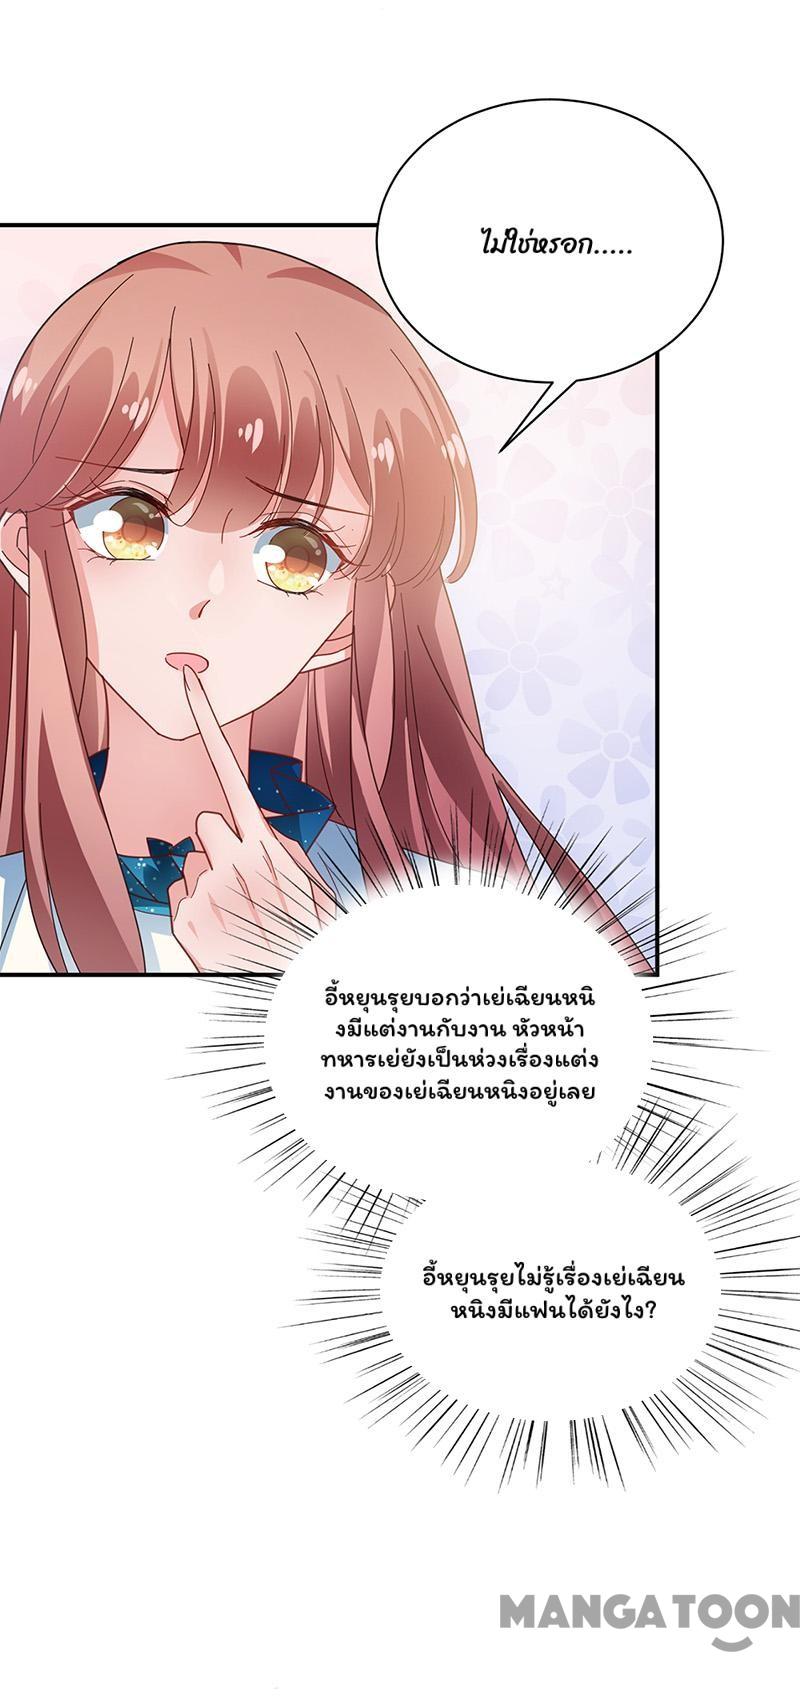 ไม่ใช่หรอก.....
อี้หยุนรุยบอกว่าเย่เฉียนหนิ
งมีแต่งานกับงาน หัวหน้า
ทหารเย่ยังเป็นห่วงเรื่องแต่ง
งานของเย่เฉียนหนิงอยู่เลย
อี้หยุนรุยไม่รู้เรื่องเย่เฉียน
หนิงมีแฟนได้ยังไง?
MANGATOON